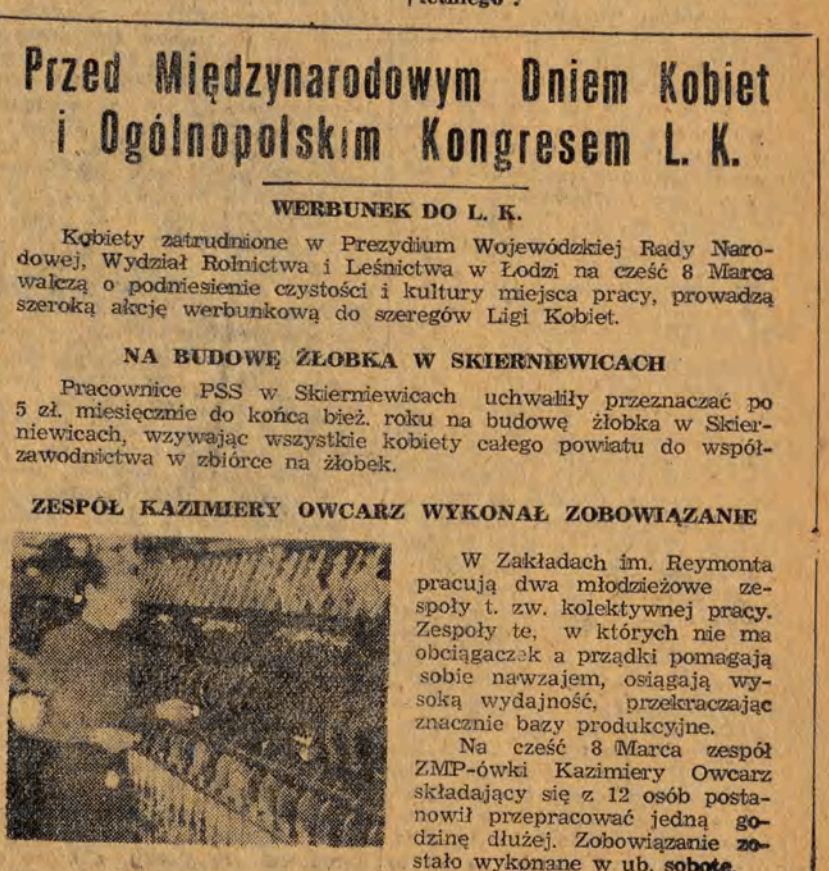 Przed Międzynarodowym Dniem Kobiet
i Ogólnopolskim Kongresem L. K.
WERBUNEK DO L. K.
Kobiety zatrudnione w Prezydium Wojewódzkiej Rady Naro-
dowej, Wydział Rolnictwa i Leśnictwa w Łodzi na cześć 8 Marca
walczą o podniesienie czystości i kultury miejsca pracy, prowadzą
szeroką akcję werbunkową do szeregów Ligi Kobiet.
NA BUDOWĘ ŻŁOBKA W SKIERNIEWICACH
Pracownice PSS w Skierniewicach uchwaliły przeznaczać po
5 zł. miesięcznie do końca bież. roku na budowę żłobka w Skier-
niewicach, wzywając wszystkie kobiety całego powiatu do współ-
zawodnictwa w zbiórce na żłobek.
ZESPÓŁ KAZIMIERY OWCARZ WYKONAŁ ZOBOWIĄZANIE
W Zakładach im. Reymonta
pracują dwa młodzieżowe ze-
społy t. zw. kolektywnej pracy.
Zespoły te, w których nie ma
obciągaczek a prządki pomagają
sobie nawzajem, osiągają wy-
soką wydajność, przekraczając
znacznie bazy produkcyjne.
Na cześć 8 Marca zespół
ZMP-ówki Kazimiery Owcarz
składający się z 12 osób posta-
nowił przepracować jedną go-
dzinę dłużej. Zobowiązanie zo-
stało wykonane w ub. sobotę.